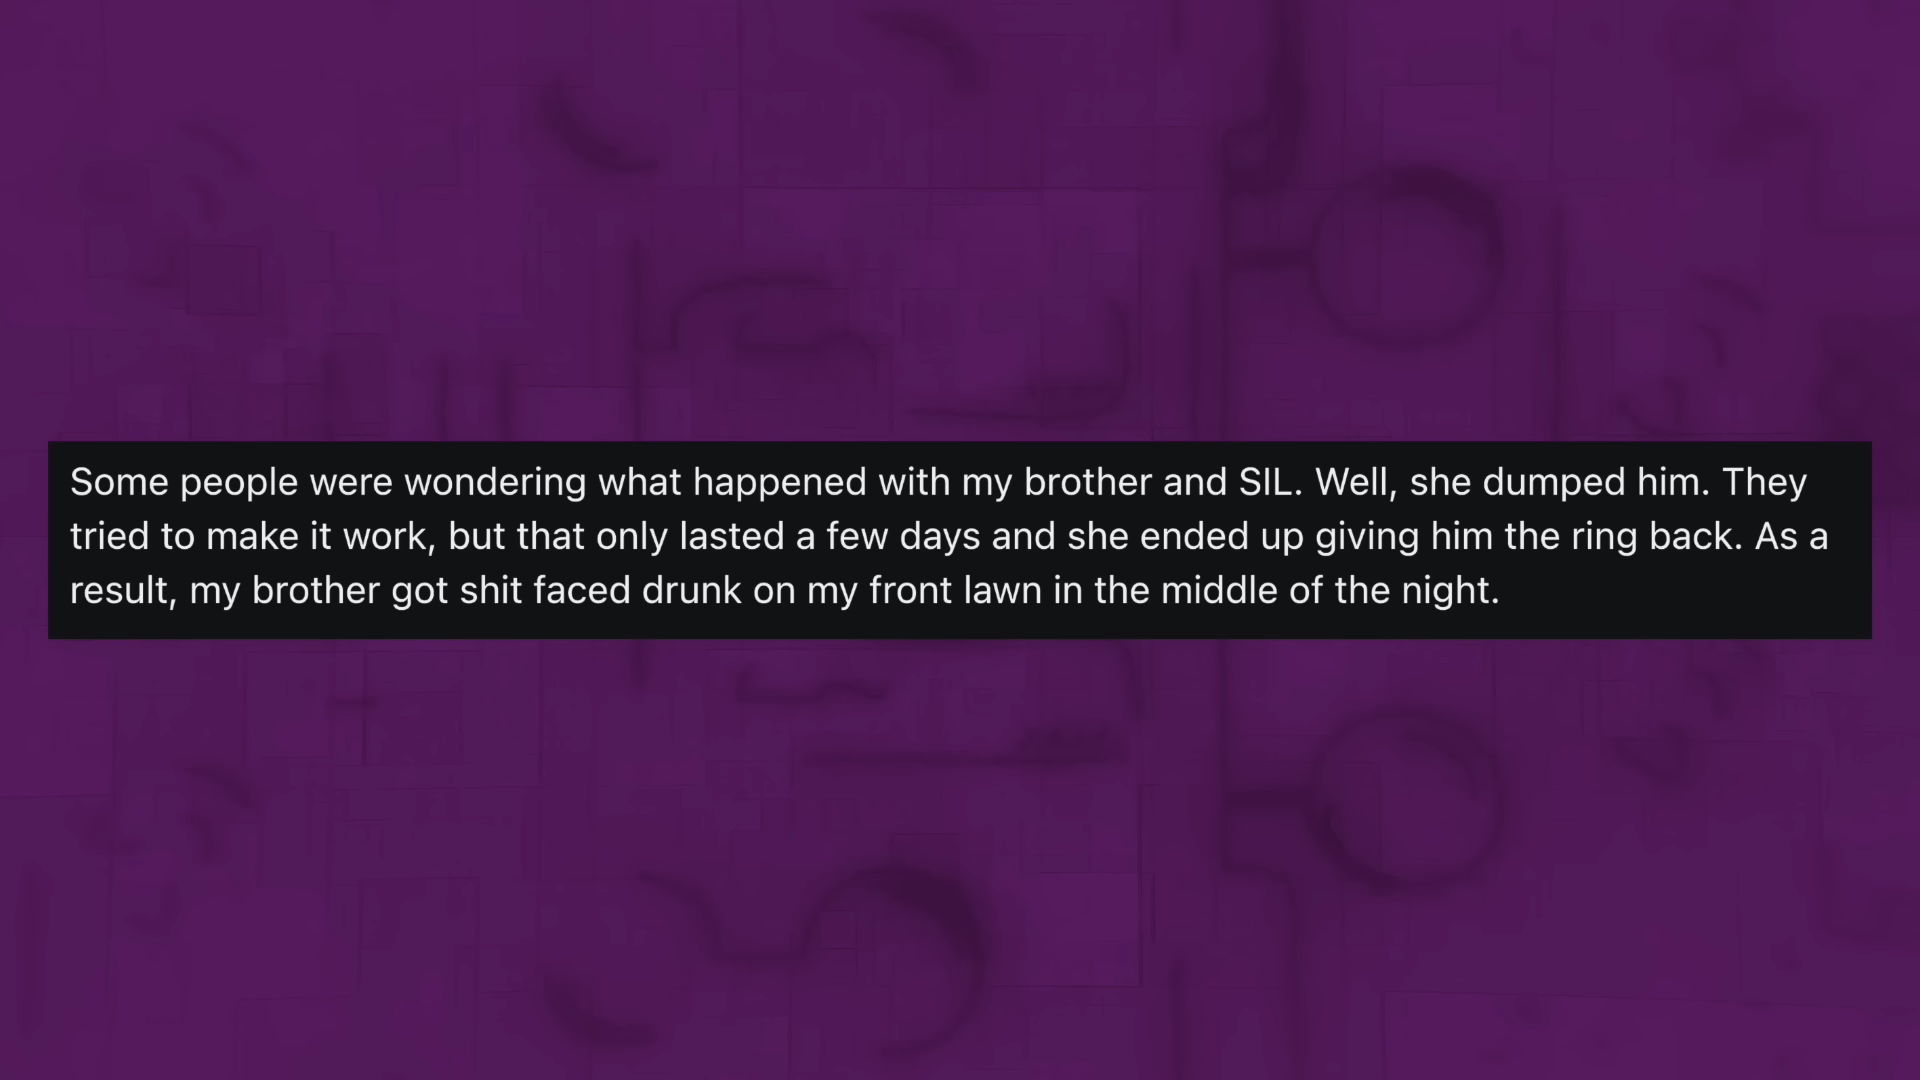 Some people were wondering what happened with my brother and SIL. Well, she dumped him. They
tried to make it work, but that only lasted a few days and she ended up giving him the ring back. As a
result, my brother got shit faced drunk on my front lawn in the middle of the night.